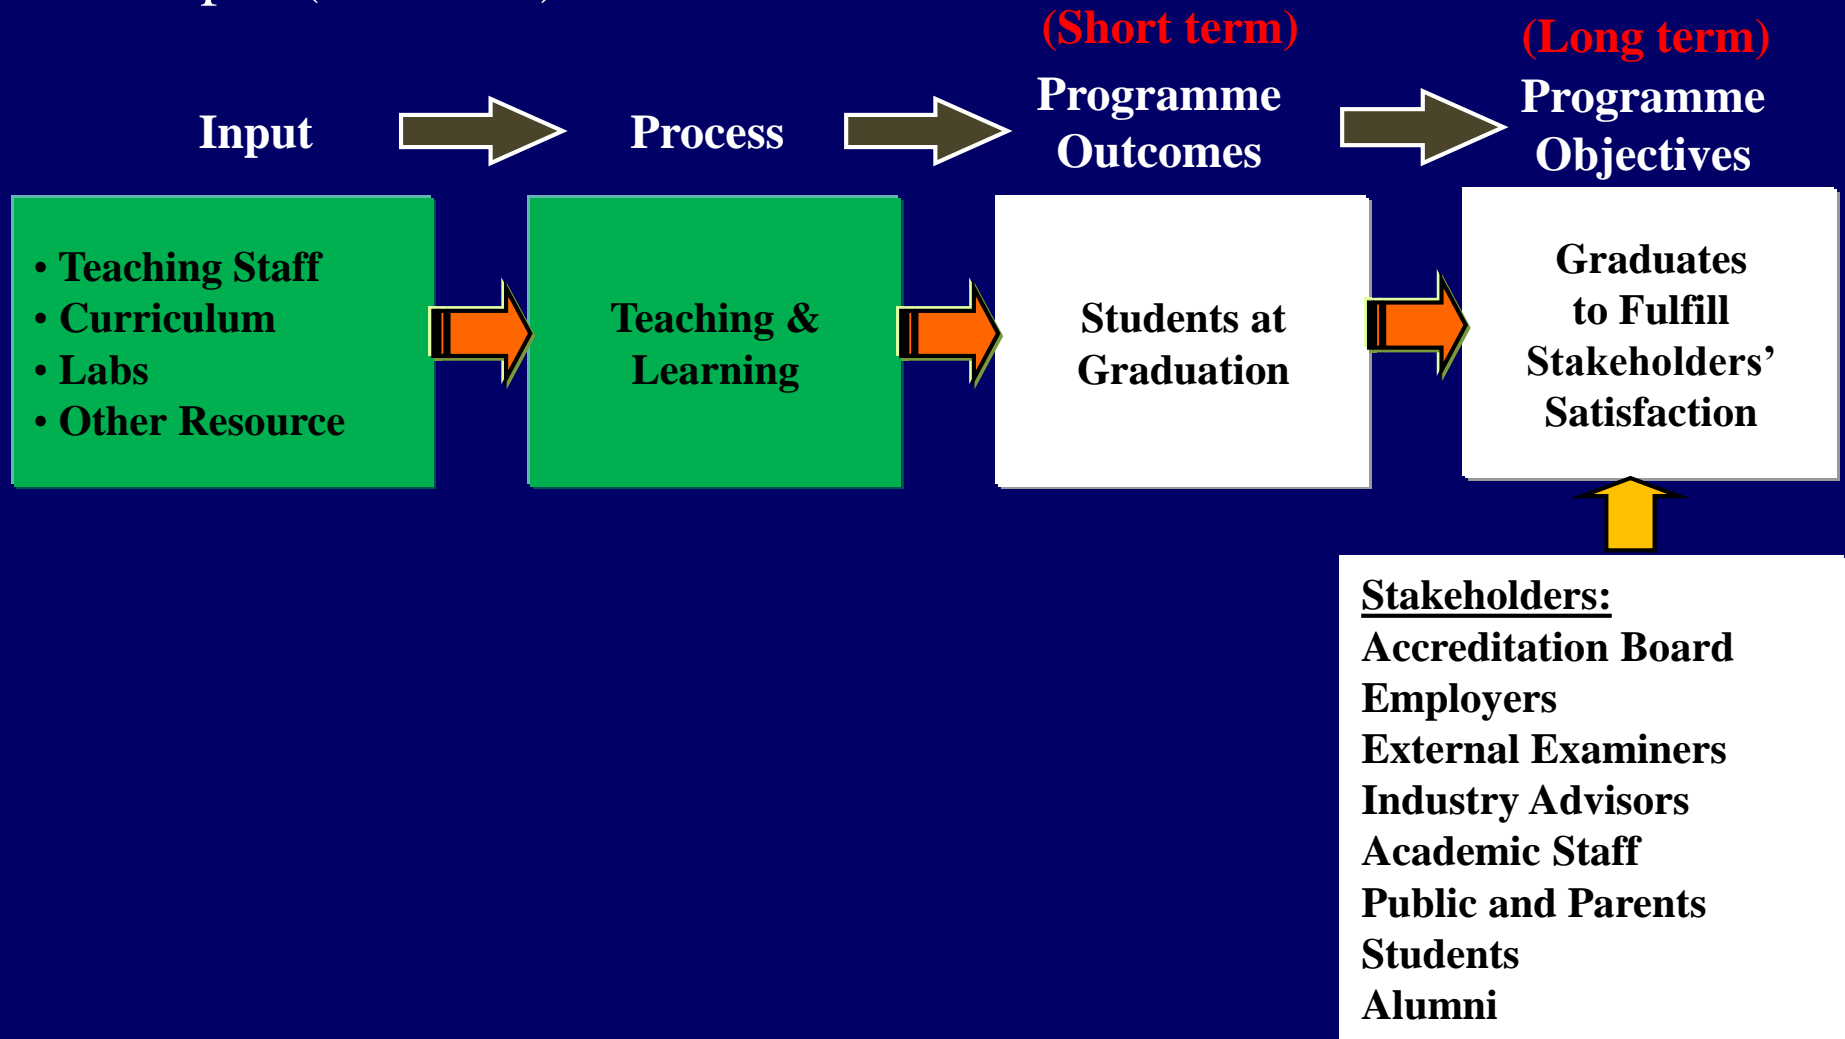 (Short term)
(Long term)
Input
Process
Programme
Outcomes
Programme
Objectives
• Teaching Staff
• Curriculum
• Labs
• Other Resource
Teaching &
Learning
Students at
Graduation
Graduates
to Fulfill
Stakeholders’
Satisfaction
Stakeholders:
Accreditation Board
Employers
External Examiners
Industry Advisors
Academic Staff
Public and Parents
Students
Alumni